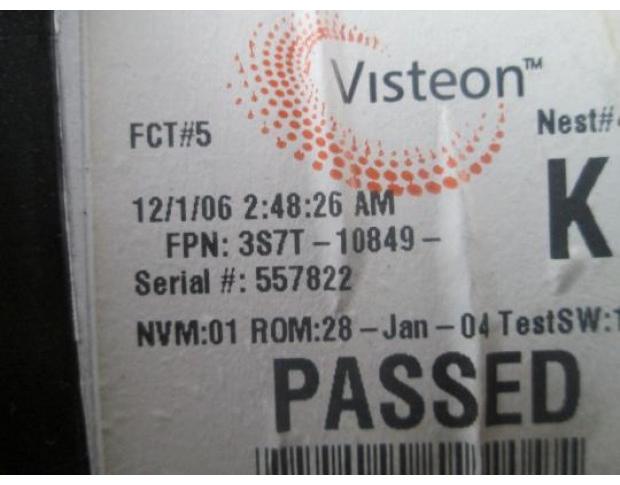 Visteon™
FCT#5 Nest#
K
12/1/06 2:48:26 AM
FPN: 3S7T – 10849 –
Serial #: 557822
NVM:01 ROM:28 – Jan – 04 TestSW:1
PASSED